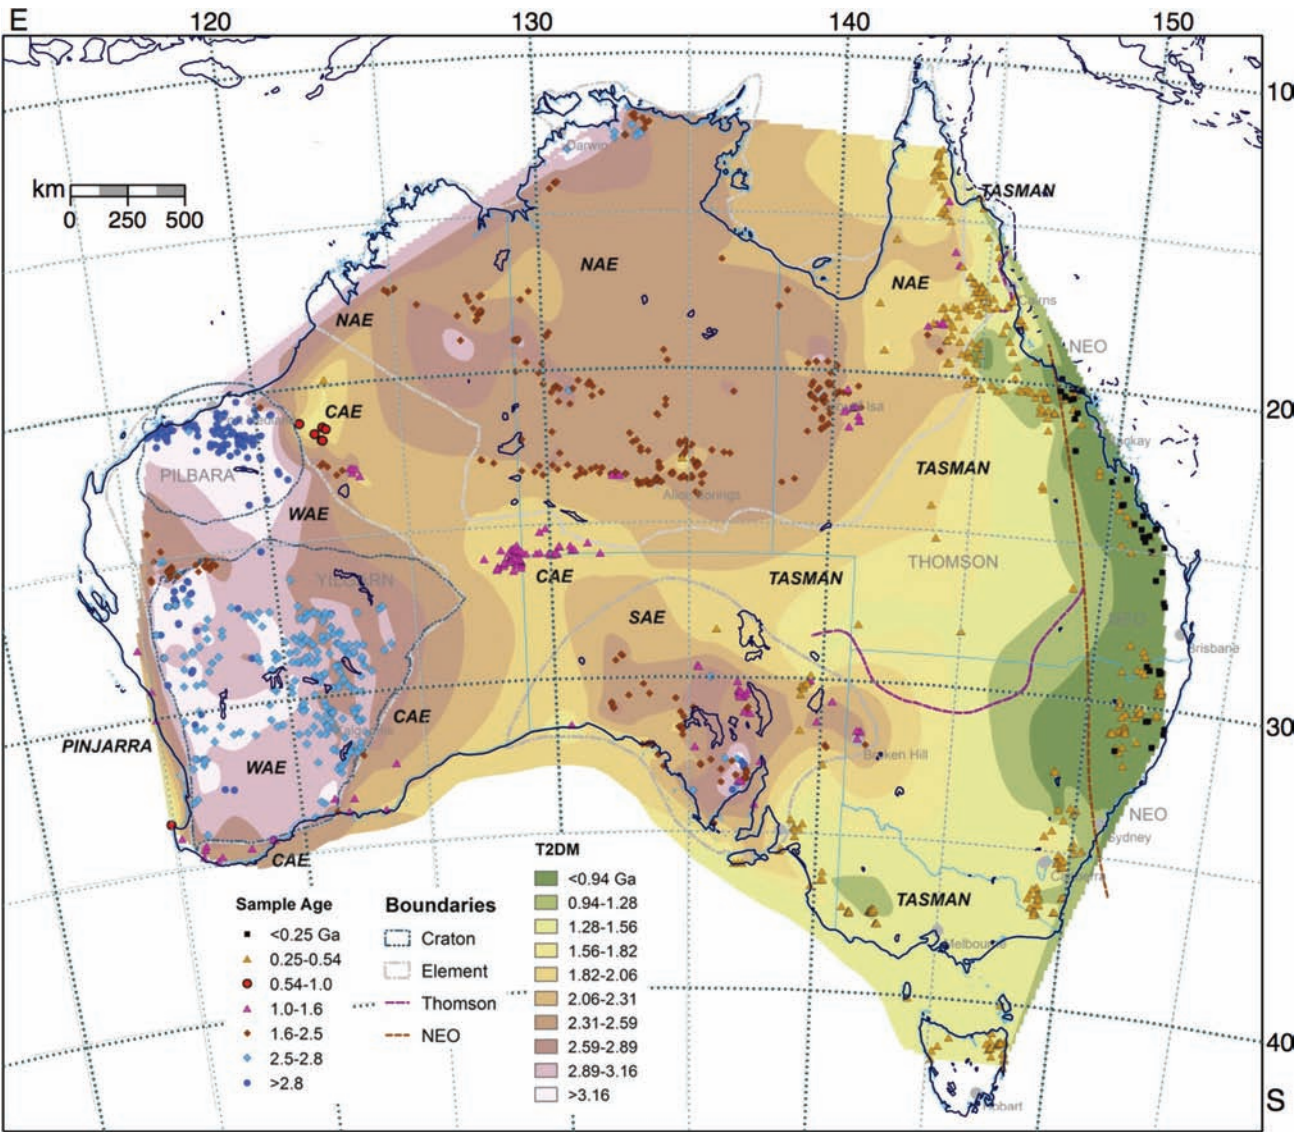 E 120 130 140 150
10
20
30
40
S
km
0 250 500
Darwin
TASMAN
NAE
NAE
NAE
Cairns
NEO
CAE
PILBARA
Mackay
TASMAN
Alice Springs
WAE
YILGARN
CAE
TASMAN
THOMSON
SAE
Brisbane
CAE
PINJARRA
WAE
Broken Hill
NEO
Sydney
Canberra
CAE
TASMAN
Melbourne
Hobart
Sample Age
<0.25 Ga
0.25-0.54
0.54-1.0
1.0-1.6
1.6-2.5
2.5-2.8
>2.8
Boundaries
Craton
Element
Thomson
NEO
T2DM
<0.94 Ga
0.94-1.28
1.28-1.56
1.56-1.82
1.82-2.06
2.06-2.31
2.31-2.59
2.59-2.89
2.89-3.16
>3.16